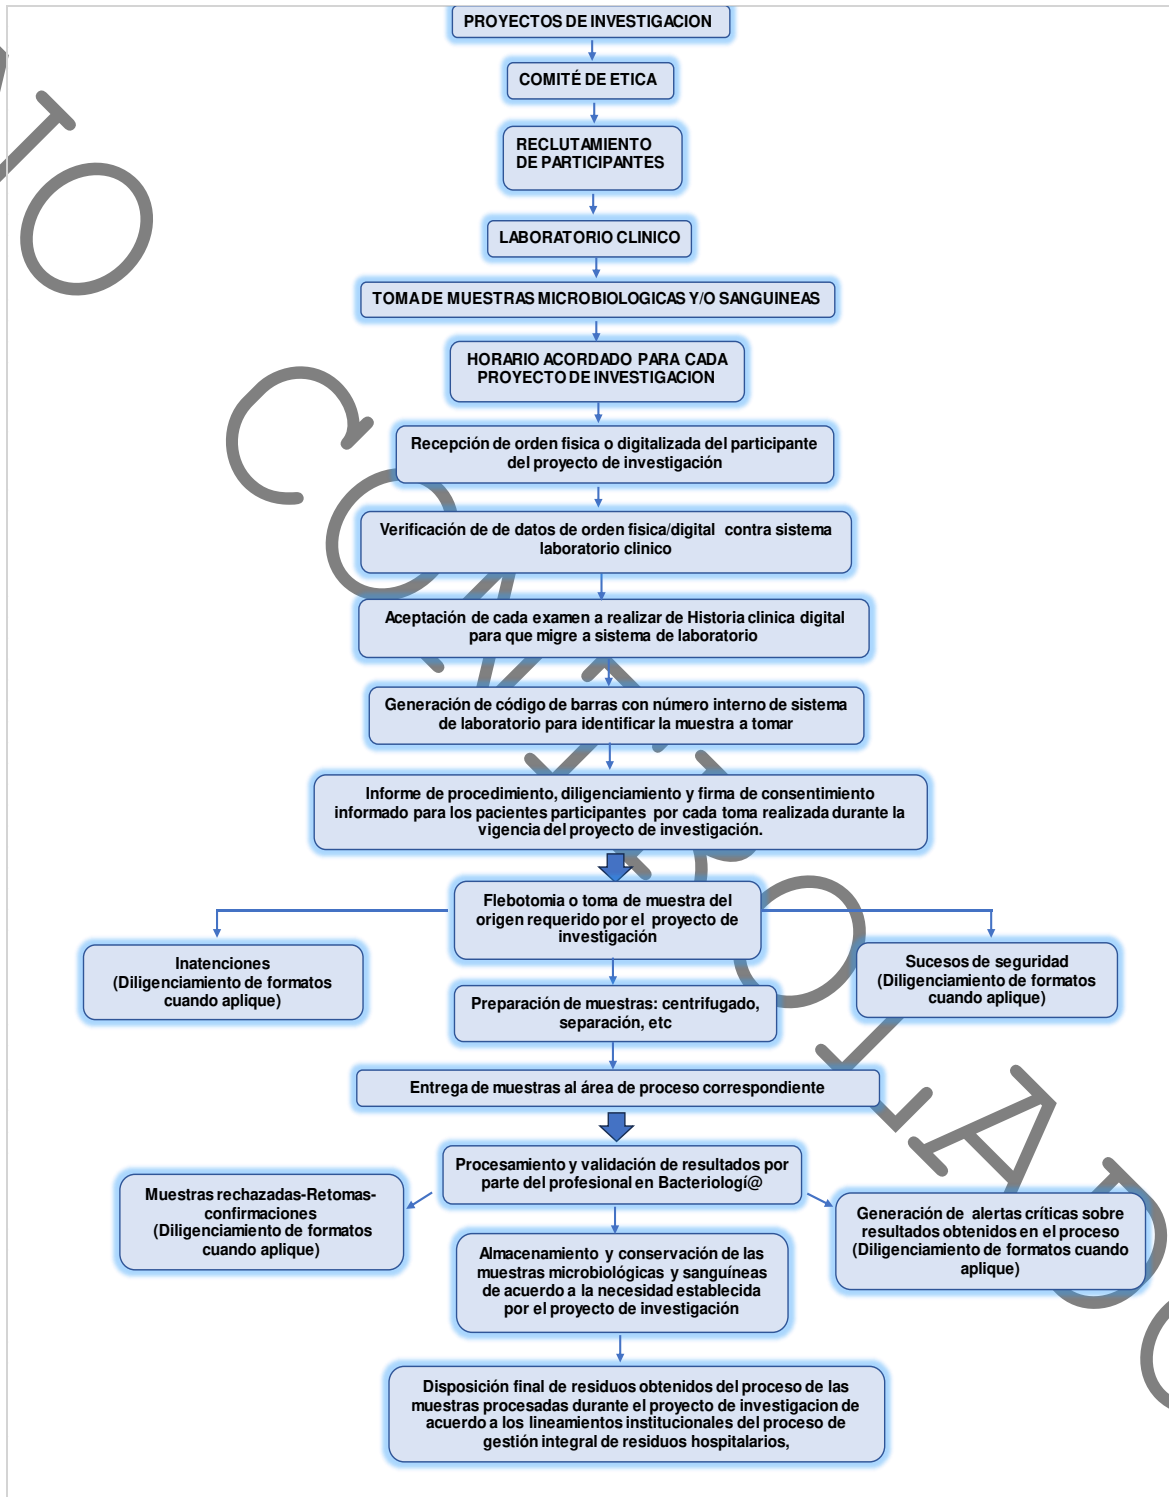 PROYECTOS DE INVESTIGACION
COMITÉ DE ETICA
RECLUTAMIENTO
DE PARTICIPANTES
LABORATORIO CLINICO
TOMA DE MUESTRAS MICROBIOLOGICAS Y/O SANGUINEAS
HORARIO ACORDADO PARA CADA
PROYECTO DE INVESTIGACION
Recepción de orden fisica o digitalizada del participante
del proyecto de investigación
Verificación de de datos de orden fisica/digital contra sistema
laboratorio clinico
Aceptación de cada examen a realizar de Historia clinica digital
para que migre a sistema de laboratorio
Generación de código de barras con número interno de sistema
de laboratorio para identificar la muestra a tomar
Informe de procedimiento, diligenciamiento y firma de consentimiento
informado para los pacientes participantes por cada toma realizada durante la
vigencia del proyecto de investigación.
Flebotomia o toma de muestra del
origen requerido por el proyecto de
investigación
Inatenciones
(Diligenciamiento de formatos
cuando aplique)
Sucesos de seguridad
(Diligenciamiento de formatos
cuando aplique)
Preparación de muestras: centrifugado,
separación, etc
Entrega de muestras al área de proceso correspondiente
Procesamiento y validación de resultados por
parte del profesional en Bacteriologí@
Muestras rechazadas-Retomas-
confirmaciones
(Diligenciamiento de formatos
cuando aplique)
Generación de alertas críticas sobre
resultados obtenidos en el proceso
(Diligenciamiento de formatos cuando
aplique)
Almacenamiento y conservación de las
muestras microbiológicas y sanguíneas
de acuerdo a la necesidad establecida
por el proyecto de investigación
Disposición final de residuos obtenidos del proceso de las
muestras procesadas durante el proyecto de investigacion de
acuerdo a los lineamientos institucionales del proceso de
gestión integral de residuos hospitalarios,
NO CONTROLADO